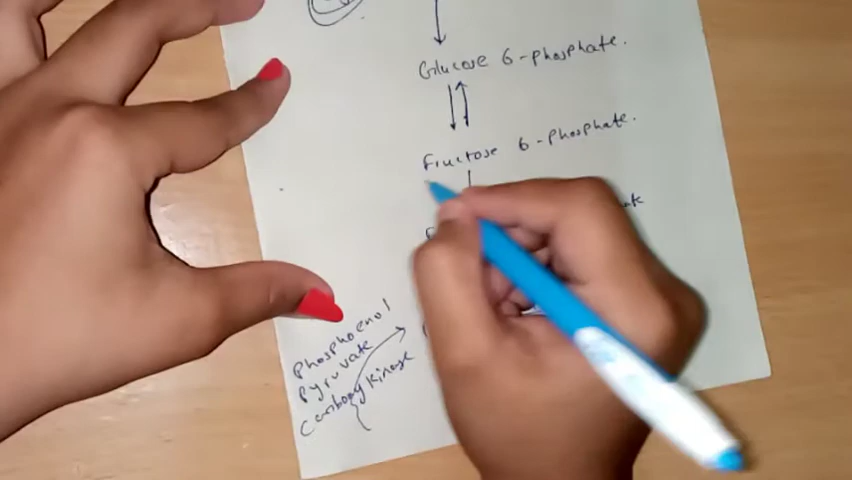 Glucose 6-phosphate.
Fructose 6-phosphate.
Phosphoenol
Pyruvate
Carboxy Kinase